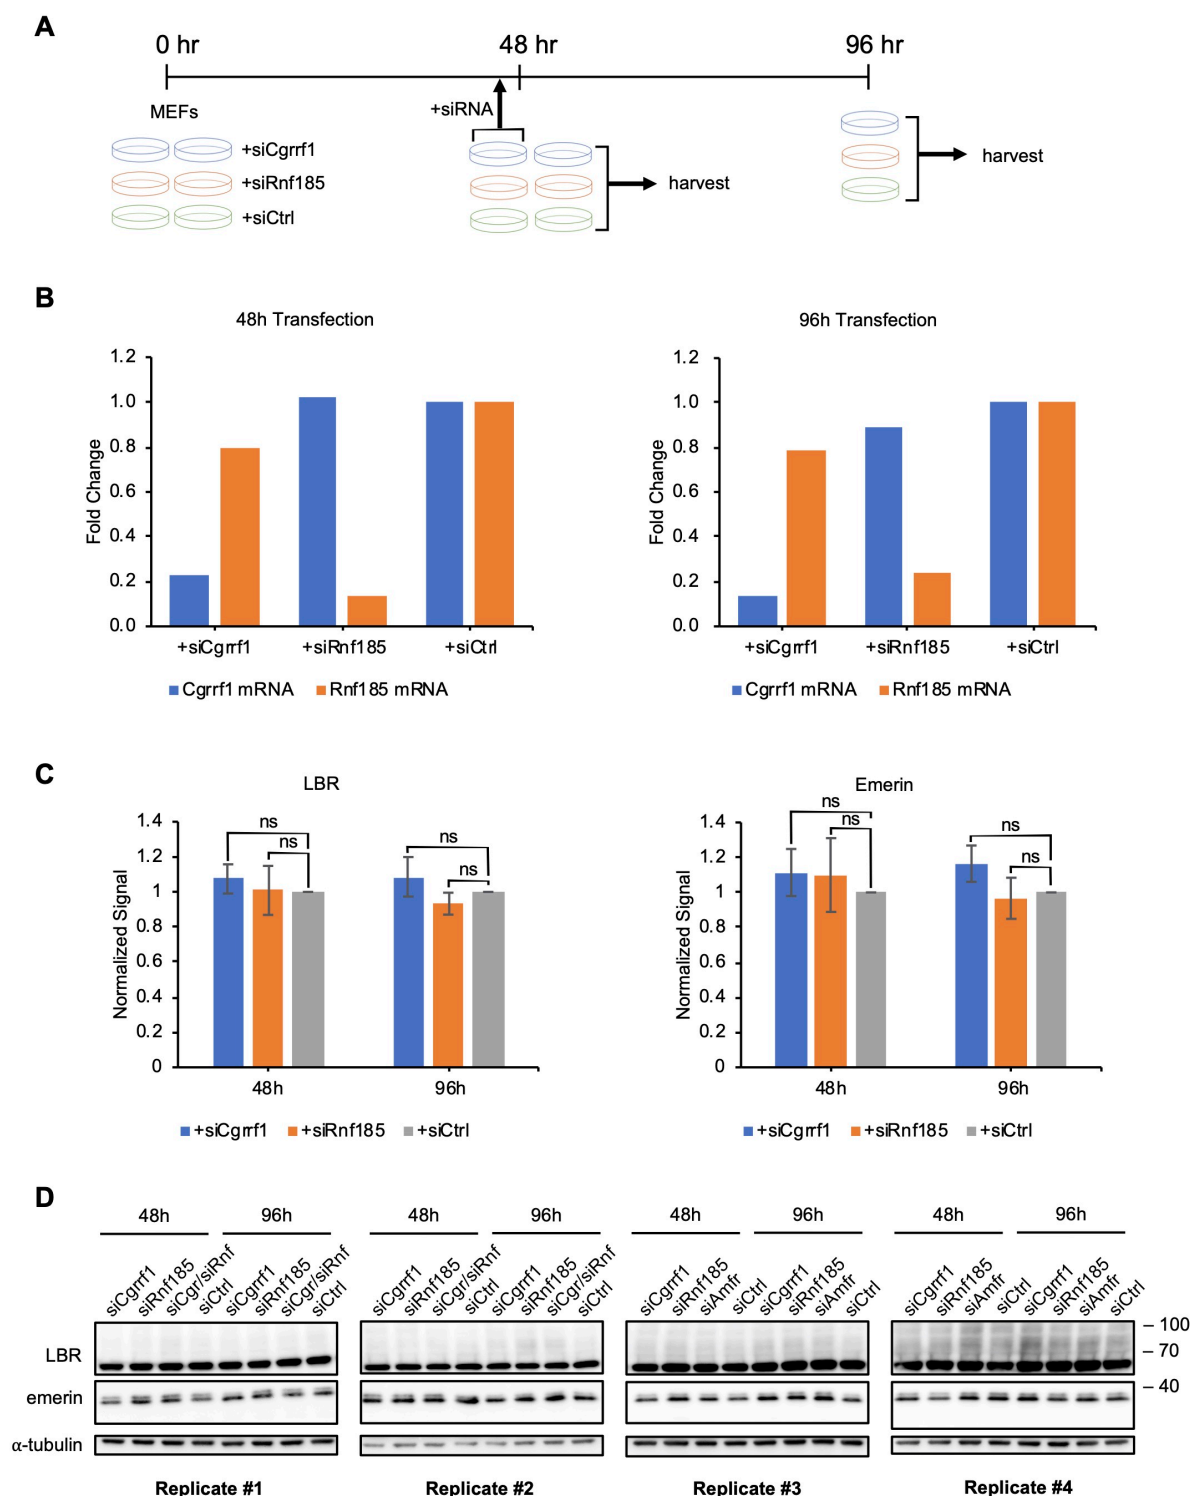 A
0 hr
48 hr
96 hr
MEFs
+siRNA
+siCgrrf1
+siRnf185
+siCtrl
harvest
harvest
B
48h Transfection
96h Transfection
Fold Change
1.2
1.0
0.8
0.6
0.4
0.2
0.0
+siCgrrf1
+siRnf185
+siCtrl
Cgrrf1 mRNA
Rnf185 mRNA
Fold Change
1.2
1.0
0.8
0.6
0.4
0.2
0.0
+siCgrrf1
+siRnf185
+siCtrl
Cgrrf1 mRNA
Rnf185 mRNA
C
LBR
Normalized Signal
1.4
1.2
1
0.8
0.6
0.4
0.2
0
ns
ns
ns
ns
48h
96h
+siCgrrf1
+siRnf185
+siCtrl
Emerin
Normalized Signal
1.4
1.2
1
0.8
0.6
0.4
0.2
0
ns
ns
ns
ns
48h
96h
+siCgrrf1
+siRnf185
+siCtrl
D
48h
96h
48h
96h
48h
96h
48h
96h
siCgrrf1
siRnf185
siCgr/siRnf
siCtrl
siCgrrf1
siRnf185
siCgr/siRnf
siCtrl
siCgrrf1
siRnf185
siCgr/siRnf
siCtrl
siCgrrf1
siRnf185
siCgr/siRnf
siCtrl
siCgrrf1
siRnf185
siAmfr
siCtrl
siCgrrf1
siRnf185
siAmfr
siCtrl
siCgrrf1
siRnf185
siAmfr
siCtrl
siCgrrf1
siRnf185
siAmfr
siCtrl
LBR
emerin
α-tubulin
– 100
– 70
– 40
Replicate #1
Replicate #2
Replicate #3
Replicate #4